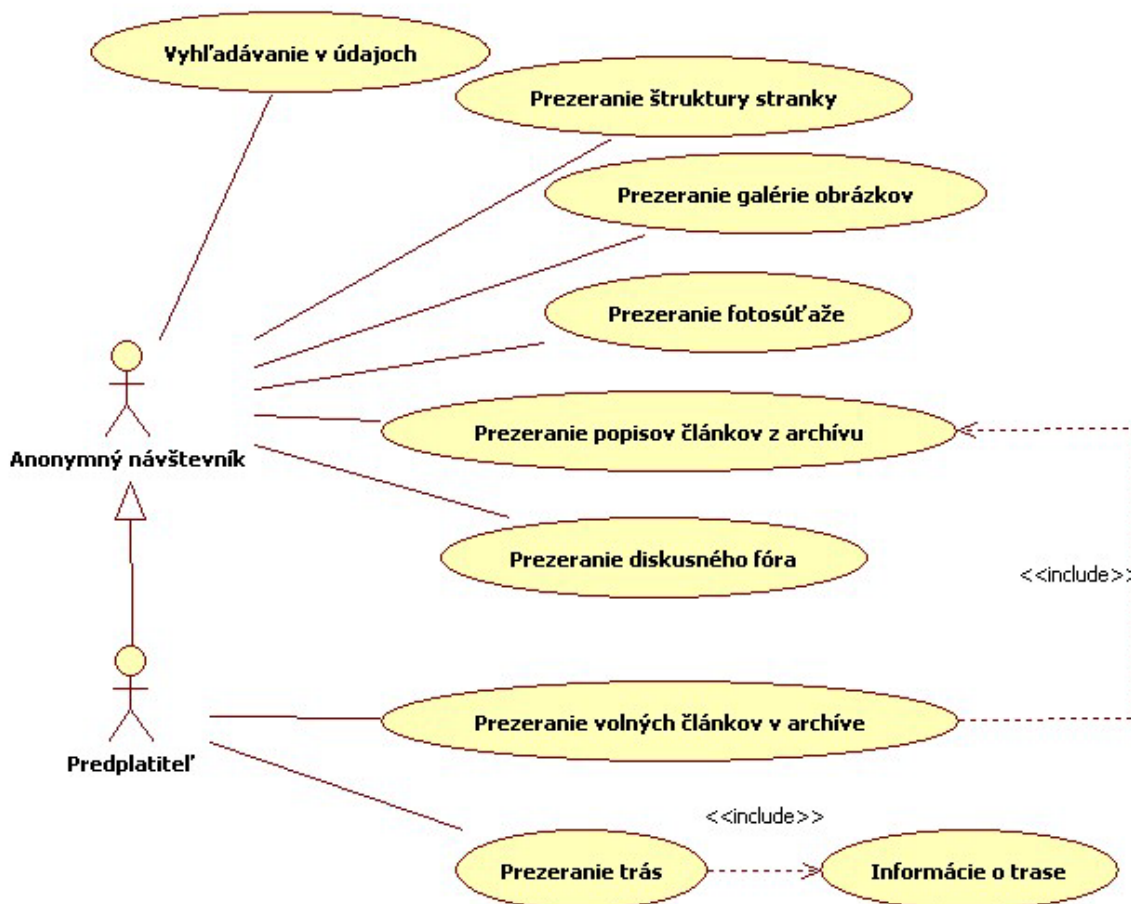 Vyhľadávanie v údajoch
Prezeranie štruktury stranky
Prezeranie galérie obrázkov
Prezeranie fotosúťaže
Prezeranie popisov článkov z archívu
Anonymný návštevník
Prezeranie diskusného fóra
<<include>>
Prezeranie volných článkov v archíve
Predplatiteľ
<<include>>
Prezeranie trás
Informácie o trase